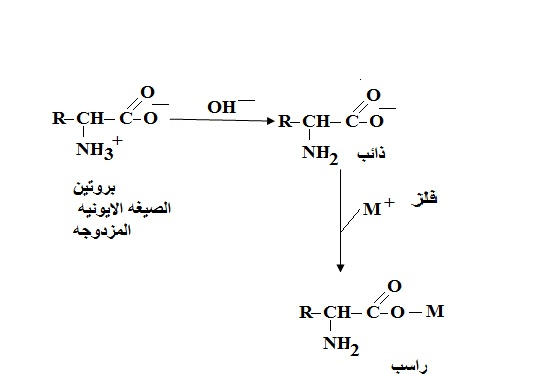 O
R–CH–C–O⁻
NH3⁺
OH⁻
O
R–CH–C–O⁻
NH2
ذائب
بروتين
الصيغه الايونيه
المزدوجه
M⁺
فلز
O
R–CH–C–O–M
NH2
راسب